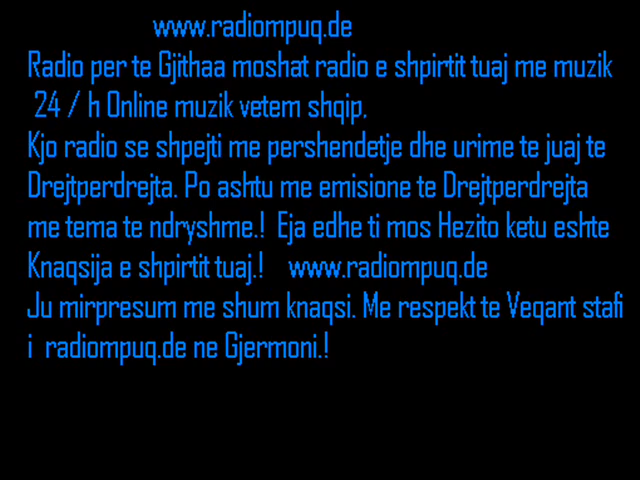 www.radiompuq.de
Radio per te Gjithaa moshat radio e shpirtit tuaj me muzik
24 / h Online muzik vetem shqip.
Kjo radio se shpejti me pershendetje dhe urime te juaj te
Drejtperdrejta. Po ashtu me emisione te Drejtperdrejta
me tema te ndryshme.! Eja edhe ti mos Hezito ketu eshte
Knaqsija e shpirtit tuaj.! www.radiompuq.de
Ju mirpresum me shum knaqsi. Me respekt te Veqant stafi
i radiompuq.de ne Gjermoni.!